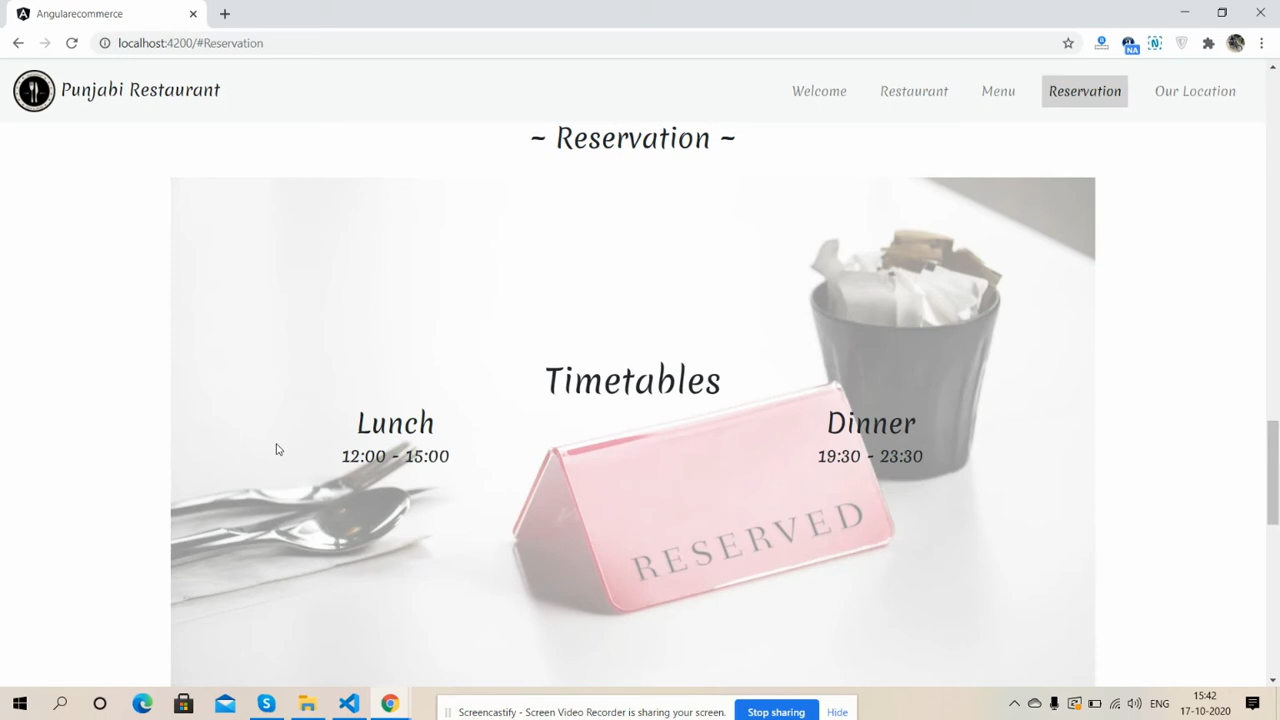 Angularecommerce
localhost:4200/#Reservation
NA
Punjabi Restaurant
Welcome
Restaurant
Menu
Reservation
Our Location
~ Reservation ~
Timetables
Lunch
Dinner
12:00 - 15:00
19:30 - 23:30
RESERVED
Screencastify - Screen Video Recorder is sharing your screen.
Stop sharing
Hide
ENG
15:42
17-10-2020